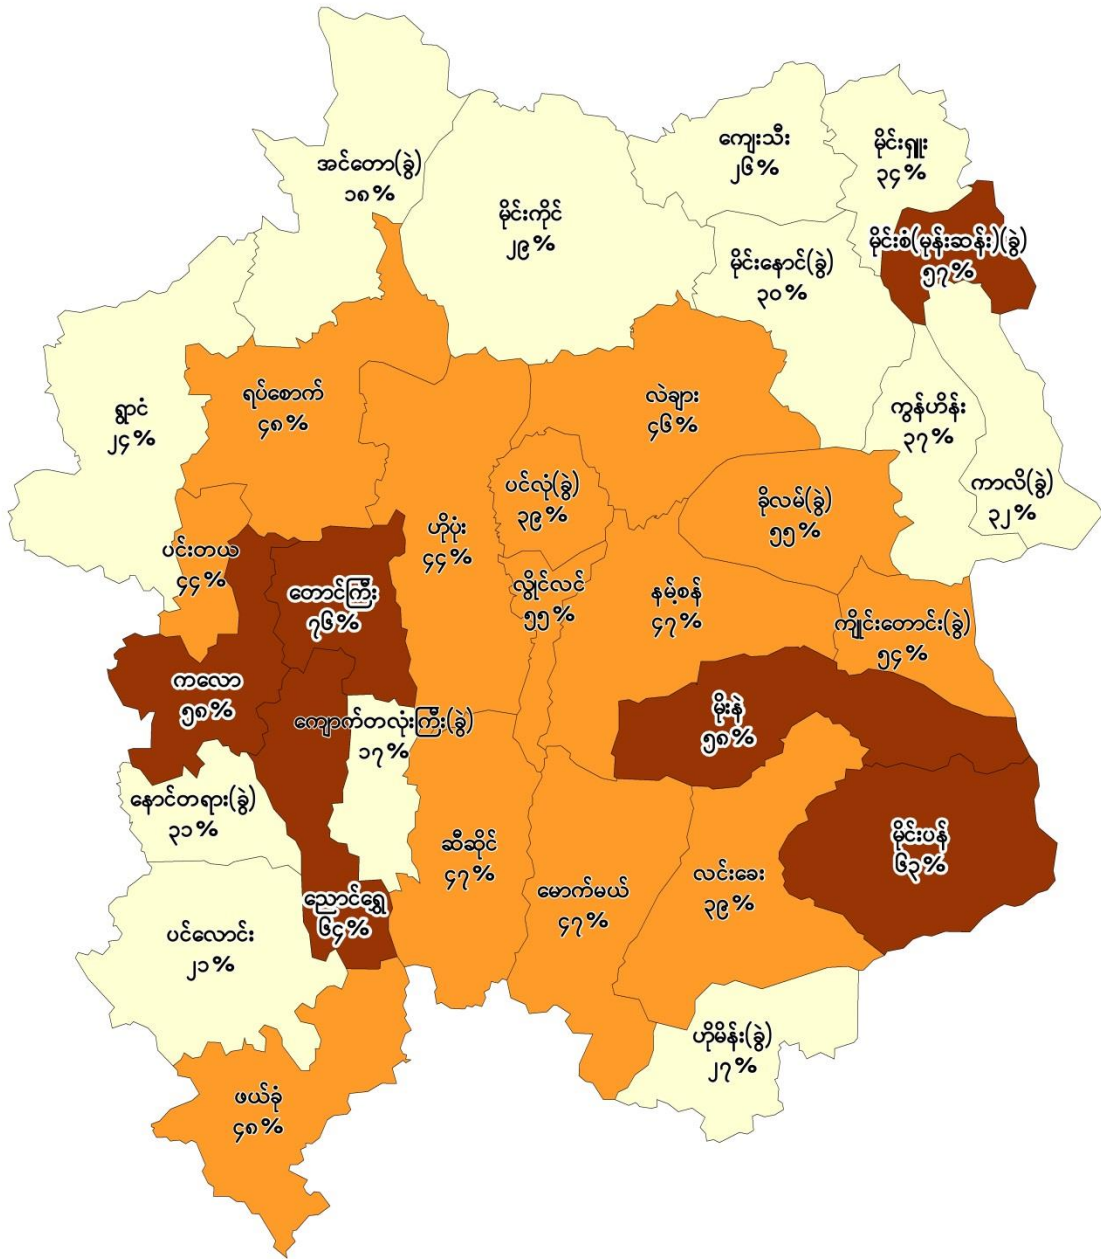 အင်တော(ခွဲ)
၁၈%
မိုင်းကိုင်
၂၉%
ကျေးသီး
၂၆%
မိုင်းရှူး
၃၄%
မိုင်းစံ(မုန်းဆန်း)(ခွဲ)
၅၇%
မိုင်းနောင်(ခွဲ)
၃၀%
ရွာငံ
၂၄%
ရပ်စောက်
၄၈%
လဲချား
၄၆%
ကွန်ဟိန်း
၃၇%
ကာလိ(ခွဲ)
၃၂%
ပင်လုံ(ခွဲ)
၃၉%
ခိုလမ်(ခွဲ)
၅၅%
ဟိုပုံး
၄၄%
ပင်းတယ
၄၄%
တောင်ကြီး
၇၆%
လွိုင်လင်
၅၅%
နမ့်စန်
၄၇%
ကျိုင်းတောင်း(ခွဲ)
၅၄%
ကလော
၅၈%
ကျောက်တလုံးကြီး(ခွဲ)
၁၇%
မိုးနဲ
၅၈%
နောင်တရား(ခွဲ)
၃၁%
ဆီဆိုင်
၄၇%
မိုင်းပန်
၆၃%
ညောင်ရွှေ
၆၄%
မောက်မယ်
၄၇%
လင်းခေး
၃၉%
ပင်လောင်း
၂၁%
ဟိုမိန်း(ခွဲ)
၂၇%
ဖယ်ခုံ
၄၈%